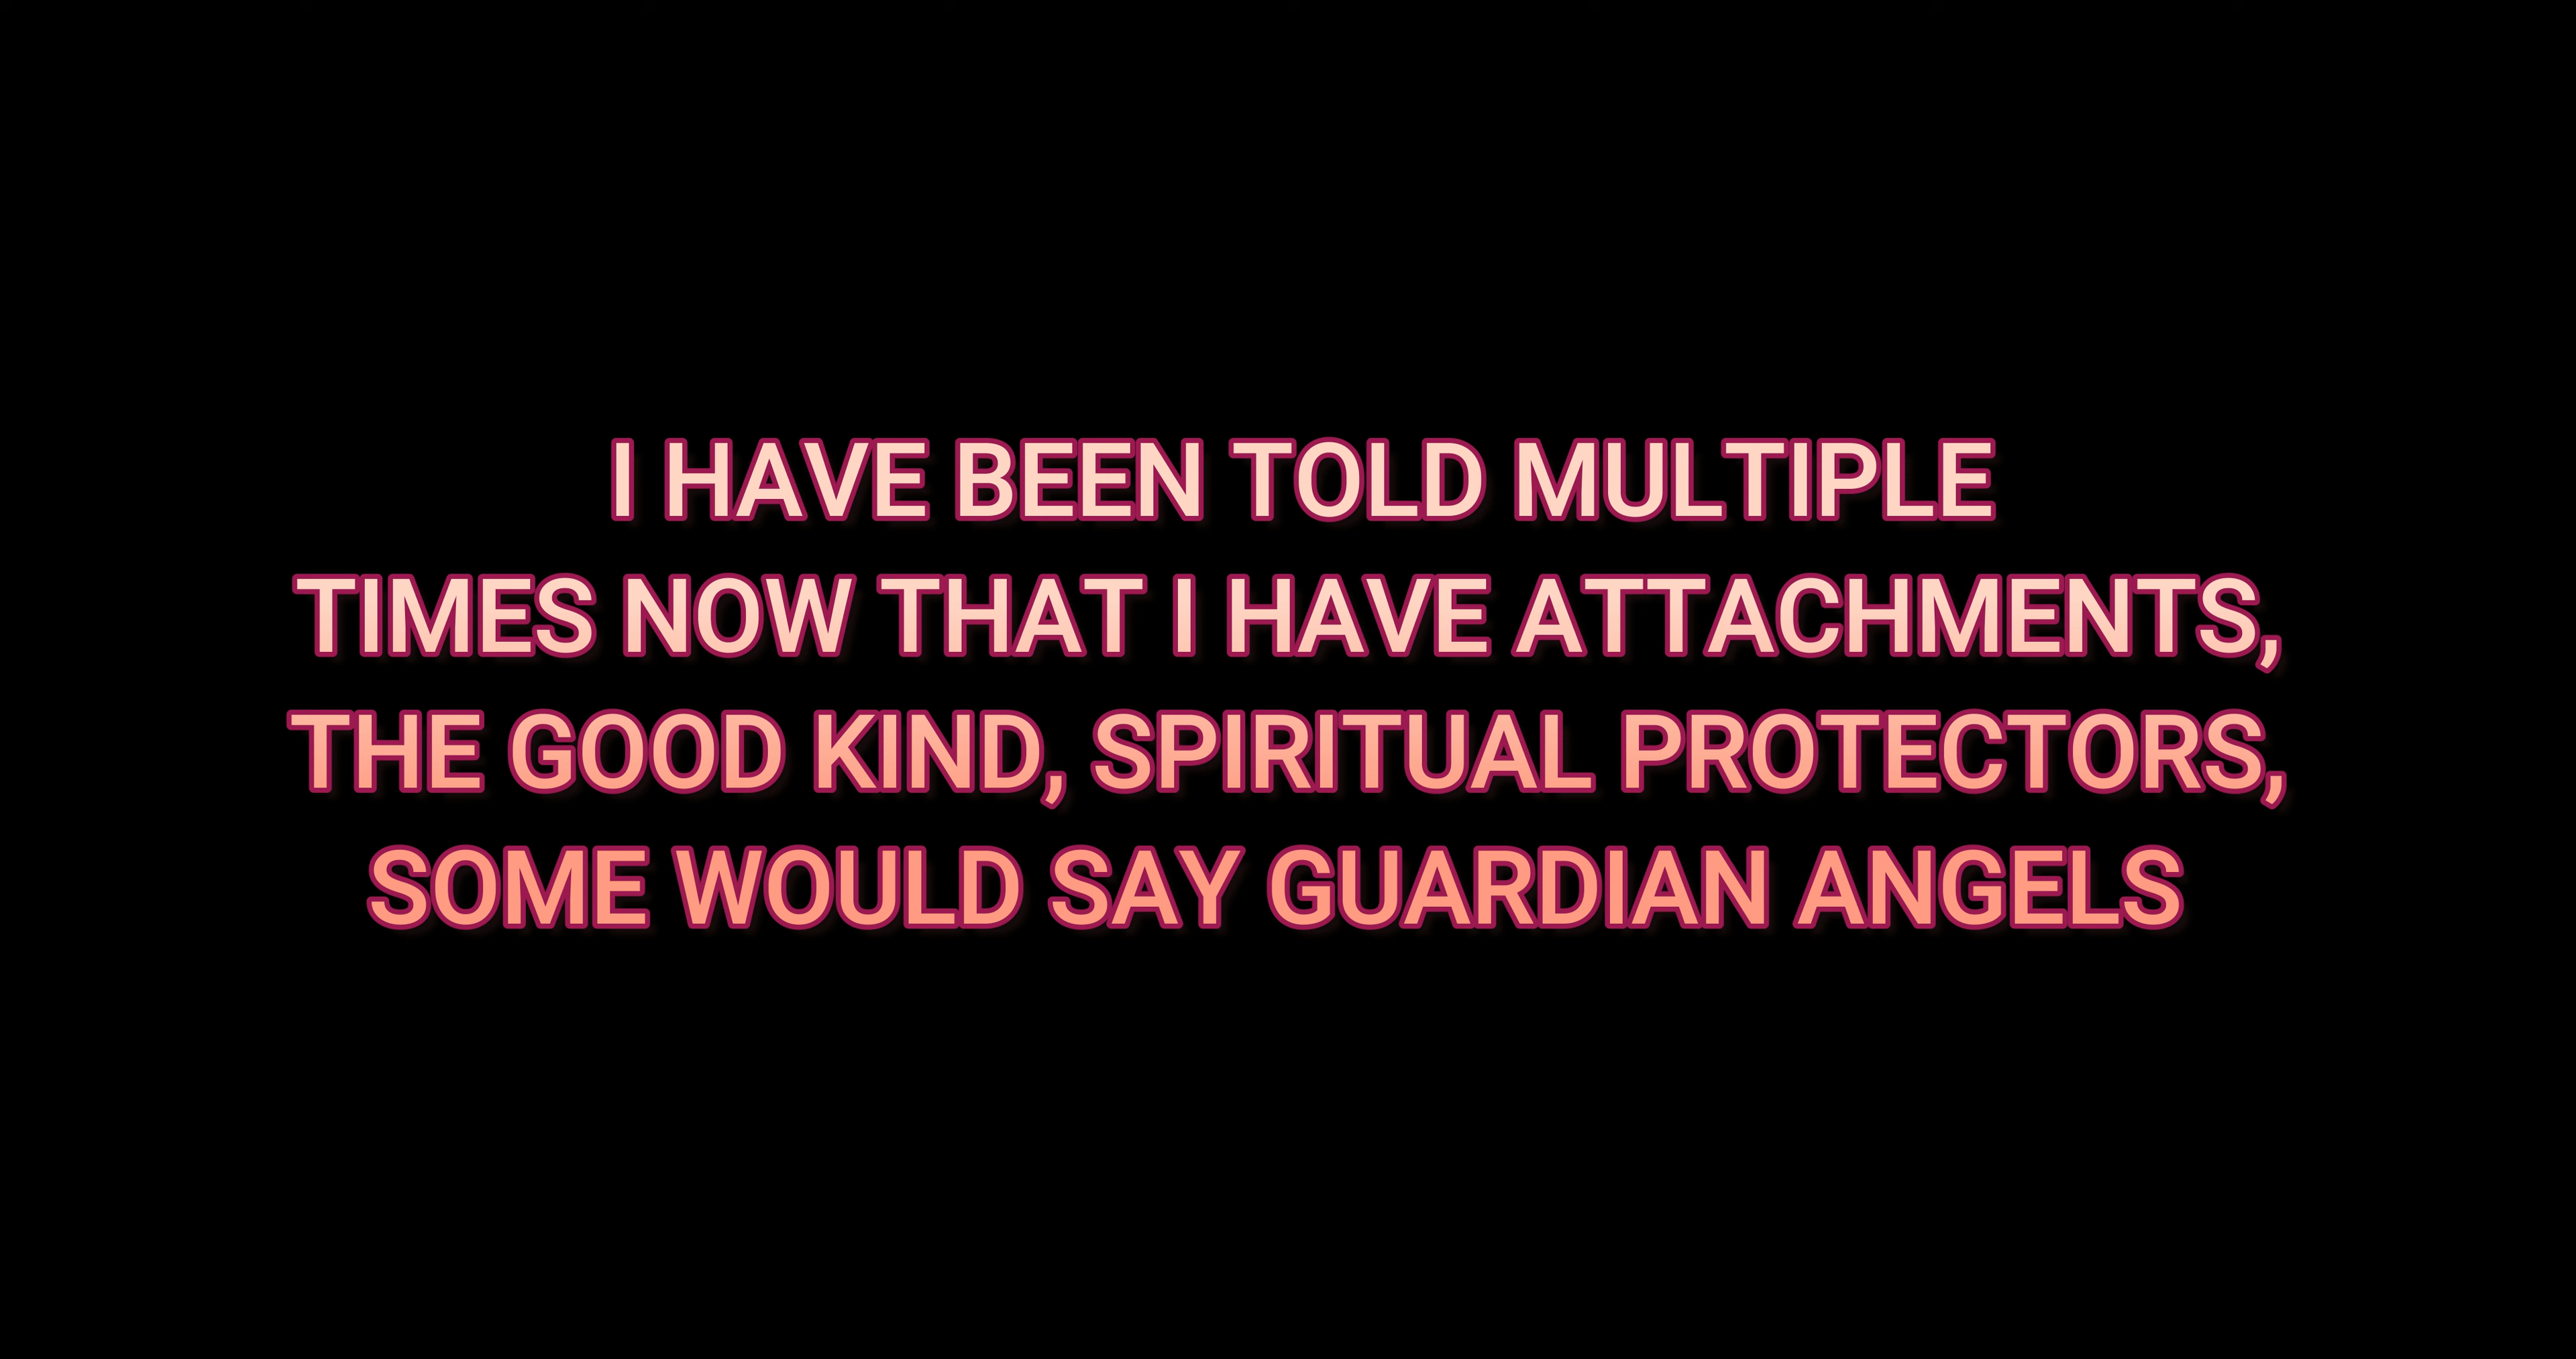 I HAVE BEEN TOLD MULTIPLE
TIMES NOW THAT I HAVE ATTACHMENTS,
THE GOOD KIND, SPIRITUAL PROTECTORS,
SOME WOULD SAY GUARDIAN ANGELS